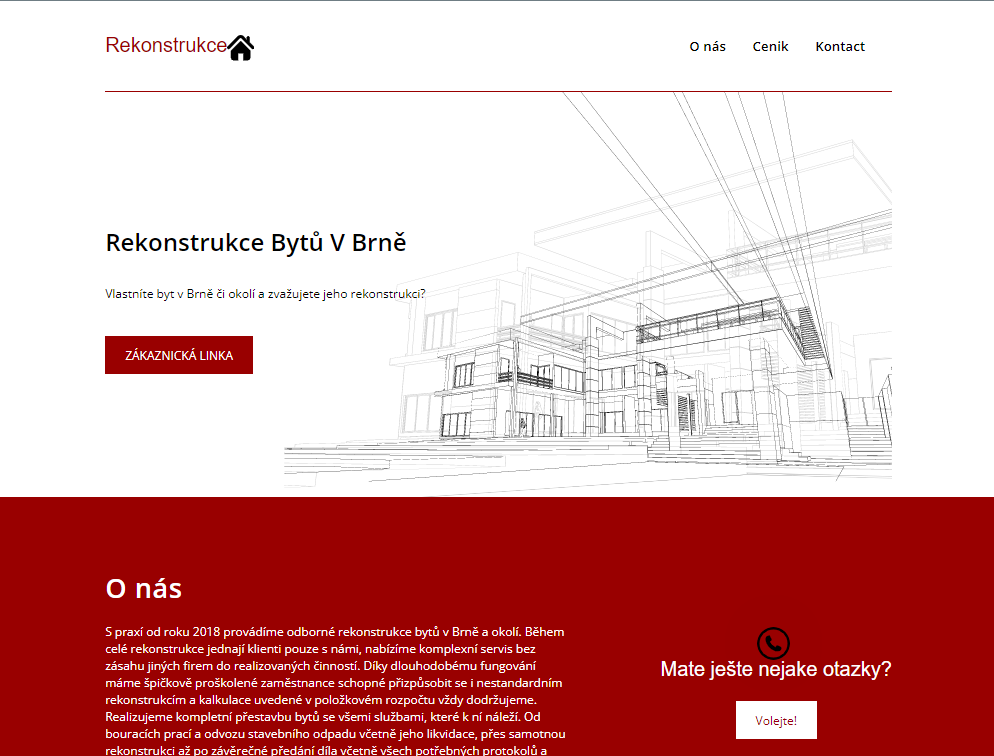 Rekonstrukce
O nás Ceník Kontact
Rekonstrukce Bytů V Brně
Vlastníte byt v Brně či okolí a zvažujete jeho rekonstrukci?
ZÁKAZNICKÁ LINKA
O nás
S praxí od roku 2018 provádíme odborné rekonstrukce bytů v Brně a okolí. Během
celé rekonstrukce jednají klienti pouze s námi, nabízíme komplexní servis bez
zásahu jiných firem do realizovaných činností. Díky dlouhodobému fungování
máme špičkově proškolené zaměstnance schopné přizpůsobit se i nestandardním
rekonstrukcím a kalkulace uvedené v položkovém rozpočtu vždy dodržujeme.
Realizujeme kompletní přestavbu bytů se všemi službami, které k ní náleží. Od
bouracích prací a odvozu stavebního odpadu včetně jeho likvidace, přes samotnou
rekonstrukci až po závěrečné předání díla včetně všech potřebných protokolů a
Mate ješte nejake otazky?
Volejte!